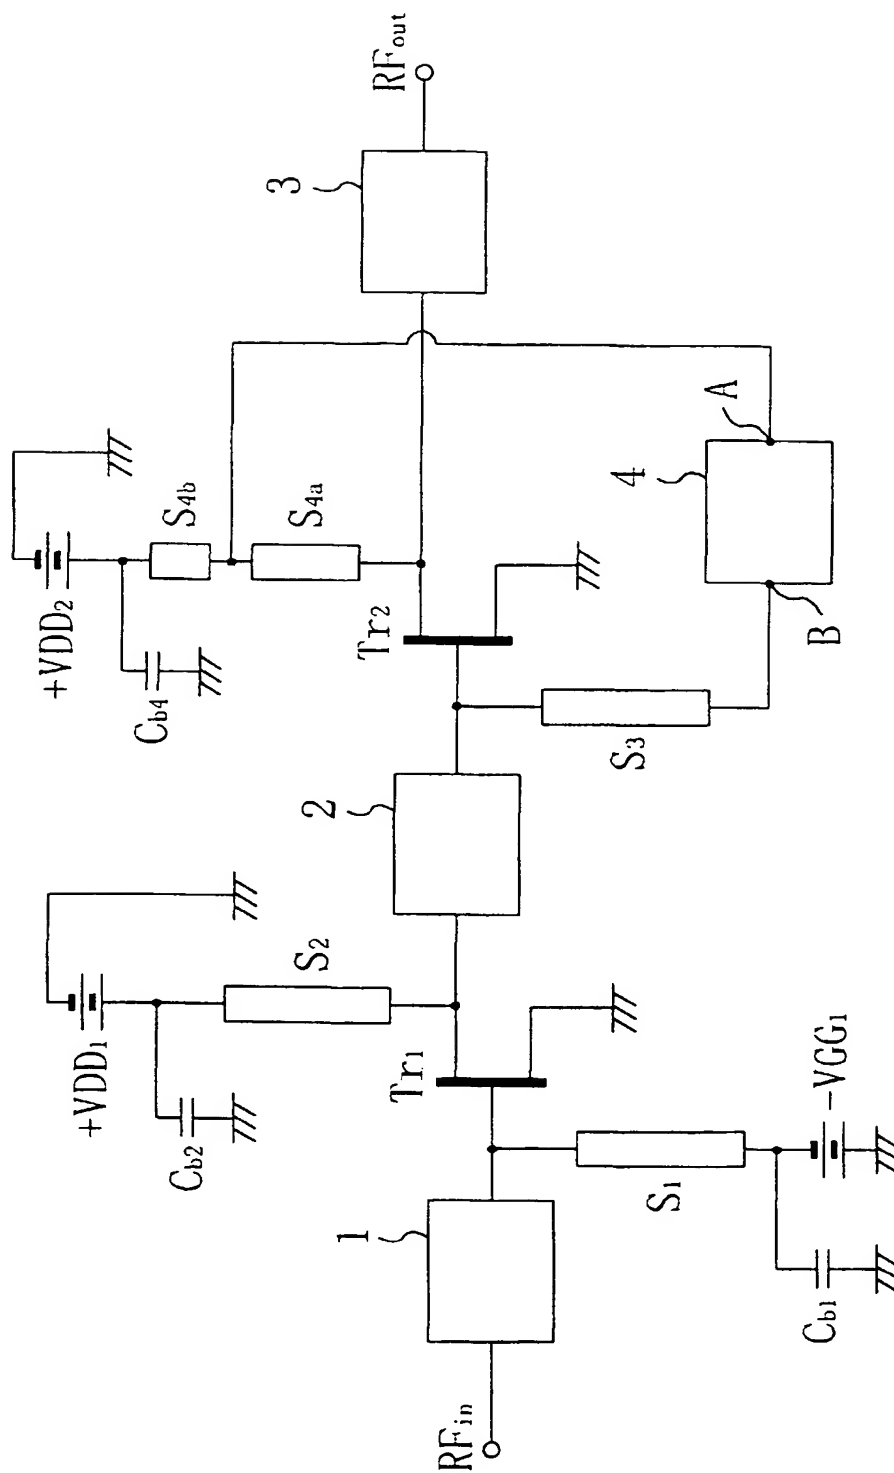 RFin
1
Cb1
S1
-VGG1
Tr1
Cb2
+VDD1
S2
2
S3
Tr2
Cb4
+VDD2
S4b
S4a
B
4
A
3
RFout